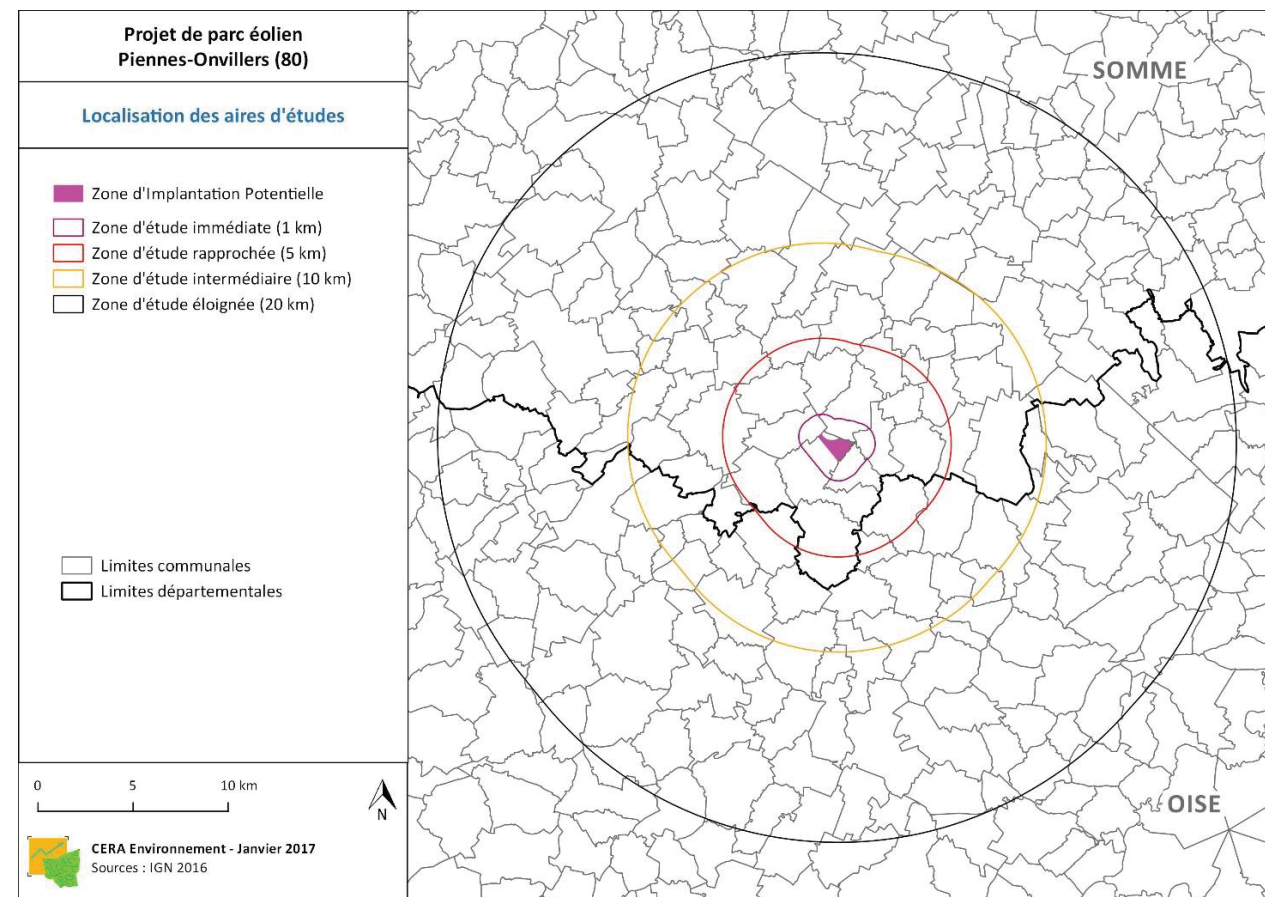 Projet de parc éolien
Piennes-Onvillers (80)
Localisation des aires d'études
Zone d'Implantation Potentielle
Zone d'étude immédiate (1 km)
Zone d'étude rapprochée (5 km)
Zone d'étude intermédiaire (10 km)
Zone d'étude éloignée (20 km)
Limites communales
Limites départementales
0 5 10 km
N
CERA Environnement - Janvier 2017
Sources : IGN 2016
SOMME
OISE